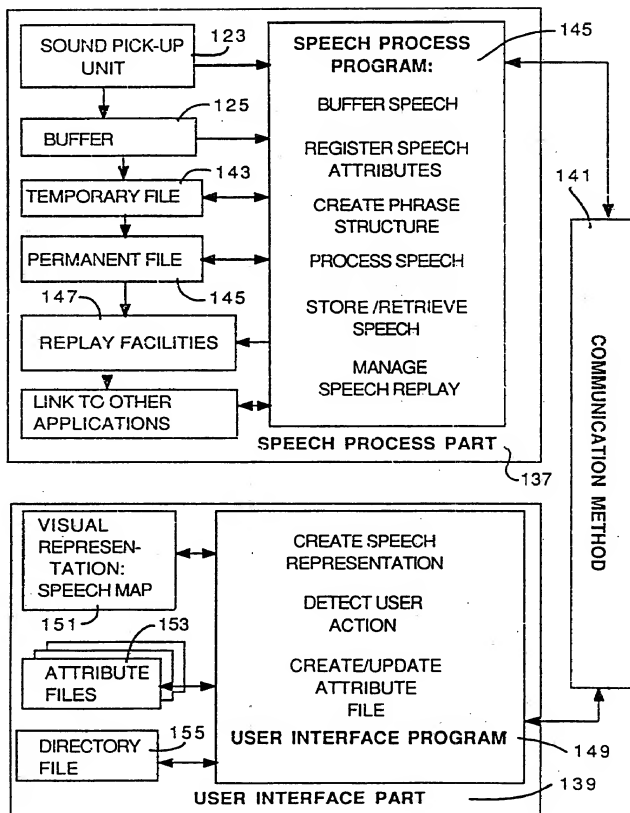 SOUND PICK-UP
UNIT
123
BUFFER
125
TEMPORARY FILE
143
PERMANENT FILE
145
147
REPLAY FACILITIES
LINK TO OTHER
APPLICATIONS
SPEECH PROCESS
PROGRAM:
145
BUFFER SPEECH
REGISTER SPEECH
ATTRIBUTES
CREATE PHRASE
STRUCTURE
PROCESS SPEECH
STORE/RETRIEVE
SPEECH
MANAGE
SPEECH REPLAY
SPEECH PROCESS PART
137
141
COMMUNICATION METHOD
VISUAL
REPRESEN-
TATION:
SPEECH MAP
151
153
ATTRIBUTE
FILES
DIRECTORY
FILE
155
CREATE SPEECH
REPRESENTATION
DETECT USER
ACTION
CREATE/UPDATE
ATTRIBUTE
FILE
USER INTERFACE PROGRAM
149
USER INTERFACE PART
139